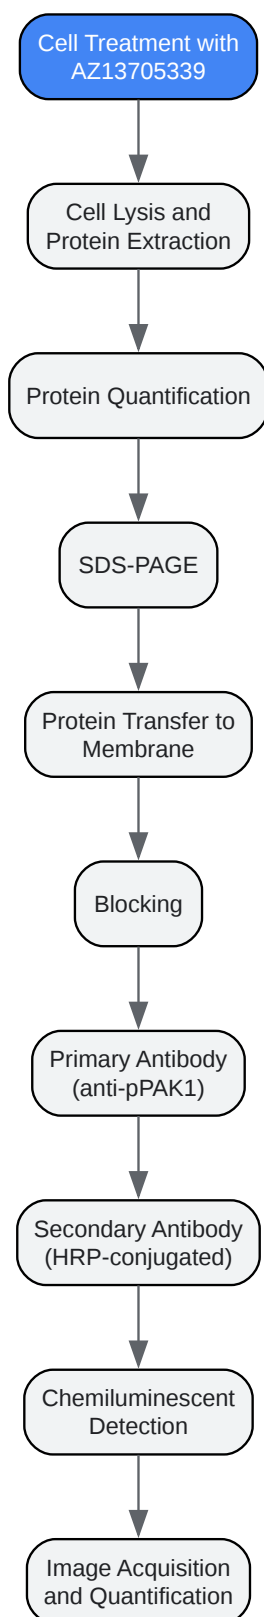 Cell Treatment with
AZ13705339
Cell Lysis and
Protein Extraction
Protein Quantification
SDS-PAGE
Protein Transfer to
Membrane
Blocking
Primary Antibody
(anti-pPAK1)
Secondary Antibody
(HRP-conjugated)
Chemiluminescent
Detection
Image Acquisition
and Quantification